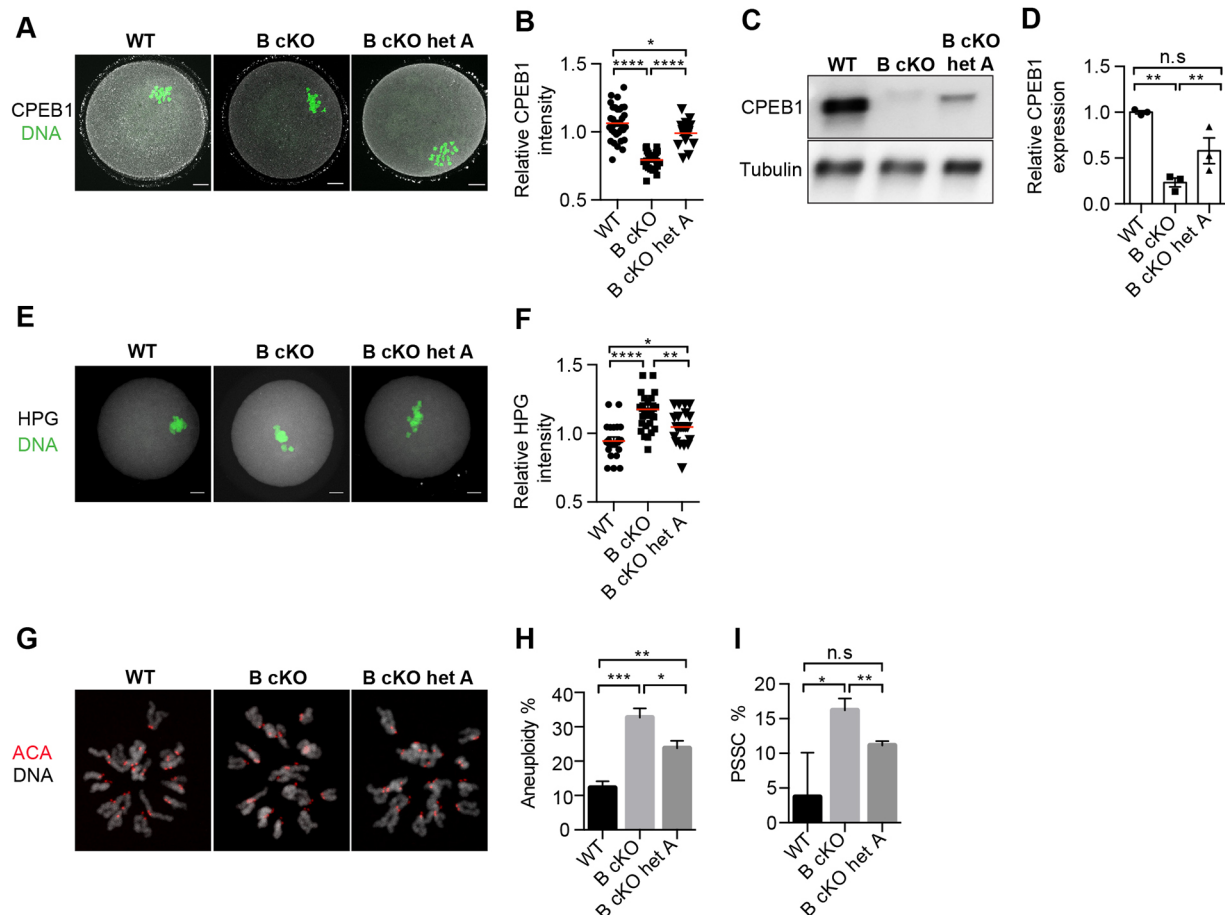 A
WT
B cKO
B cKO het A
CPEB1
DNA
B
Relative CPEB1
intensity
1.5
1.0
0.5
*
**** ****
WT
B cKO
B cKO het A
C
WT
B cKO
B cKO
het A
CPEB1
Tubulin
D
Relative CPEB1
expression
1.5
1.0
0.5
0.0
n.s
** **
WT
B cKO
B cKO het A
E
WT
B cKO
B cKO het A
HPG
DNA
F
Relative HPG
intensity
1.5
1.0
0.5
*
**** **
WT
B cKO
B cKO het A
G
WT
B cKO
B cKO het A
ACA
DNA
H
Aneuploidy %
40
30
20
10
0
**
*** *
WT
B cKO
B cKO het A
I
PSSC %
20
15
10
5
0
n.s
* **
WT
B cKO
B cKO het A